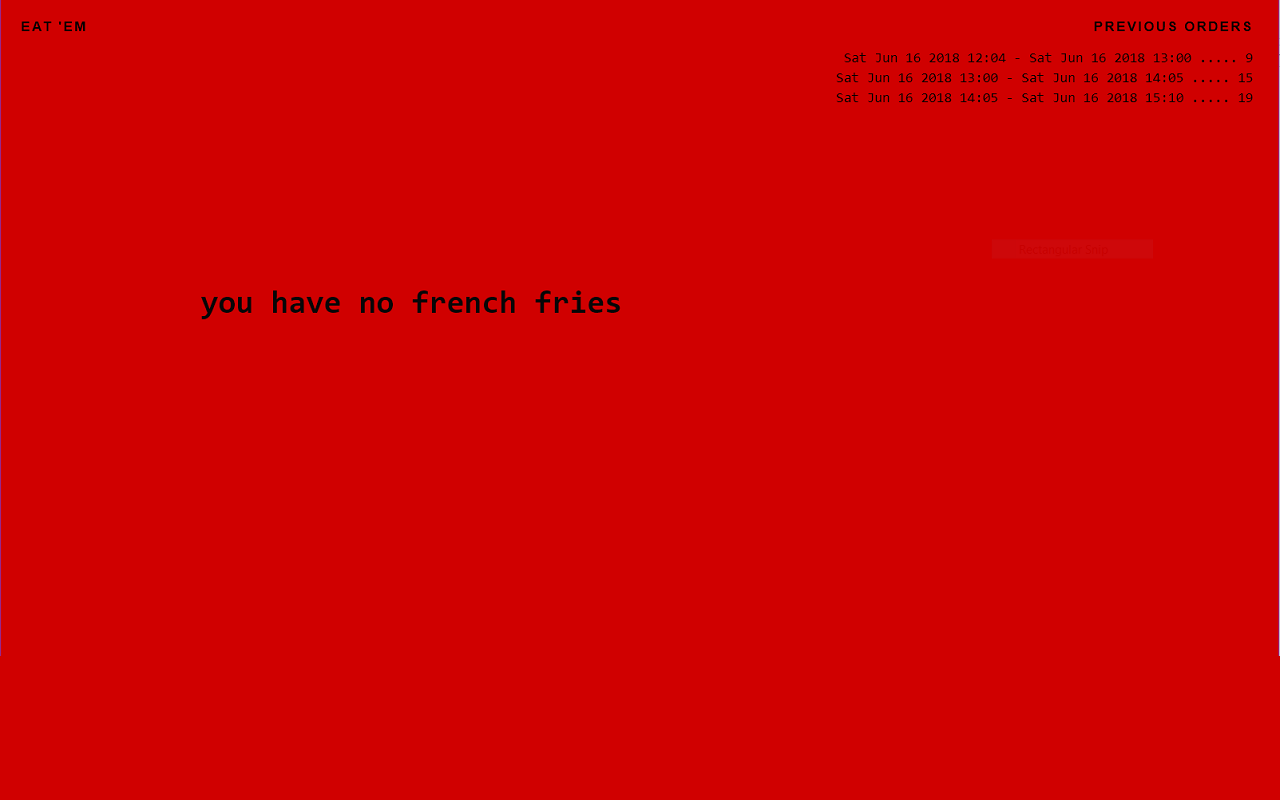 EAT 'EM
PREVIOUS ORDERS
Sat Jun 16 2018 12:04 - Sat Jun 16 2018 13:00 ..... 9
Sat Jun 16 2018 13:00 - Sat Jun 16 2018 14:05 ..... 15
Sat Jun 16 2018 14:05 - Sat Jun 16 2018 15:10 ..... 19
Rectangular Snip
you have no french fries